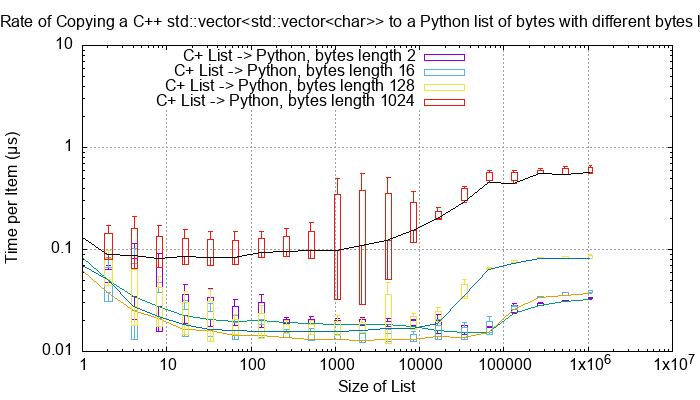 Rate of Copying a C++ std::vector<std::vector<char>> to a Python list of bytes with different bytes l
10
C+ List -> Python, bytes length 2
C+ List -> Python, bytes length 16
C+ List -> Python, bytes length 128
C+ List -> Python, bytes length 1024
1
0.1
0.01
Time per Item (µs)
1 10 100 1000 10000 100000 1x10⁶ 1x10⁷
Size of List